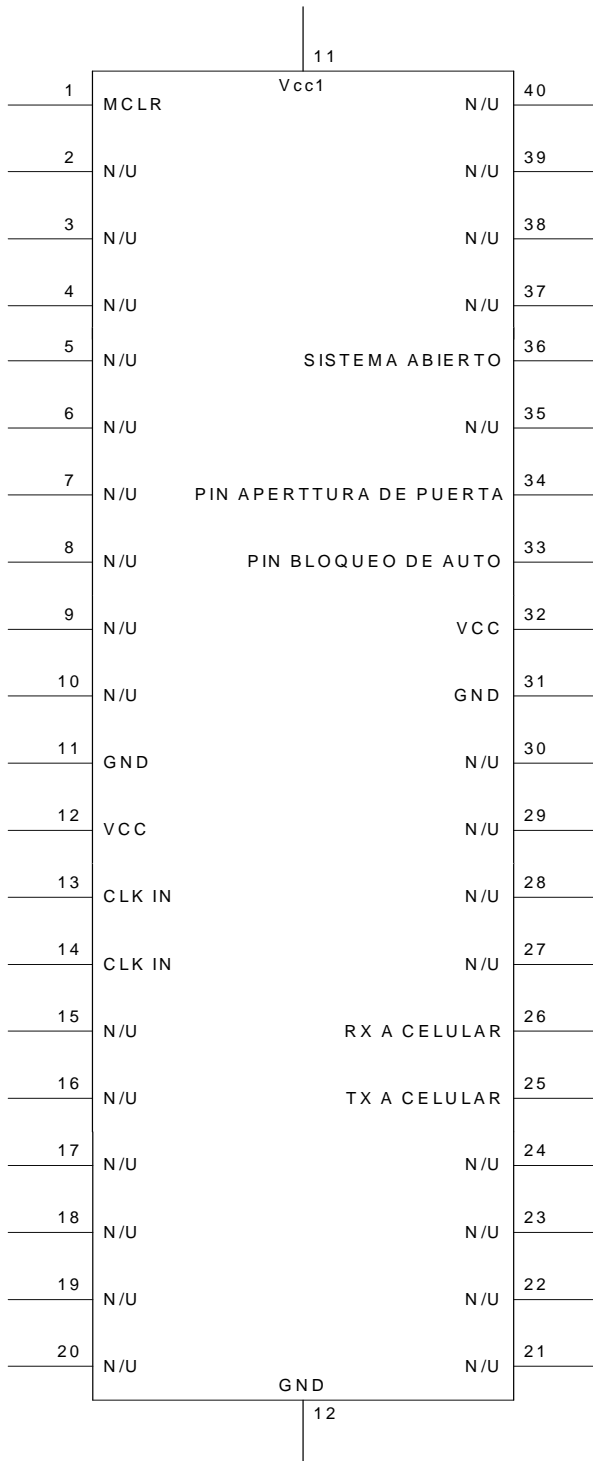 11
Vcc1
1 MCLR N/U 40
2 N/U N/U 39
3 N/U N/U 38
4 N/U N/U 37
5 N/U SISTEMA ABIERTO 36
6 N/U N/U 35
7 N/U PIN APERTTURA DE PUERTA 34
8 N/U PIN BLOQUEO DE AUTO 33
9 N/U VCC 32
10 N/U GND 31
11 GND N/U 30
12 VCC N/U 29
13 CLK IN N/U 28
14 CLK IN N/U 27
15 N/U RX A CELULAR 26
16 N/U TX A CELULAR 25
17 N/U N/U 24
18 N/U N/U 23
19 N/U N/U 22
20 N/U N/U 21
GND
12